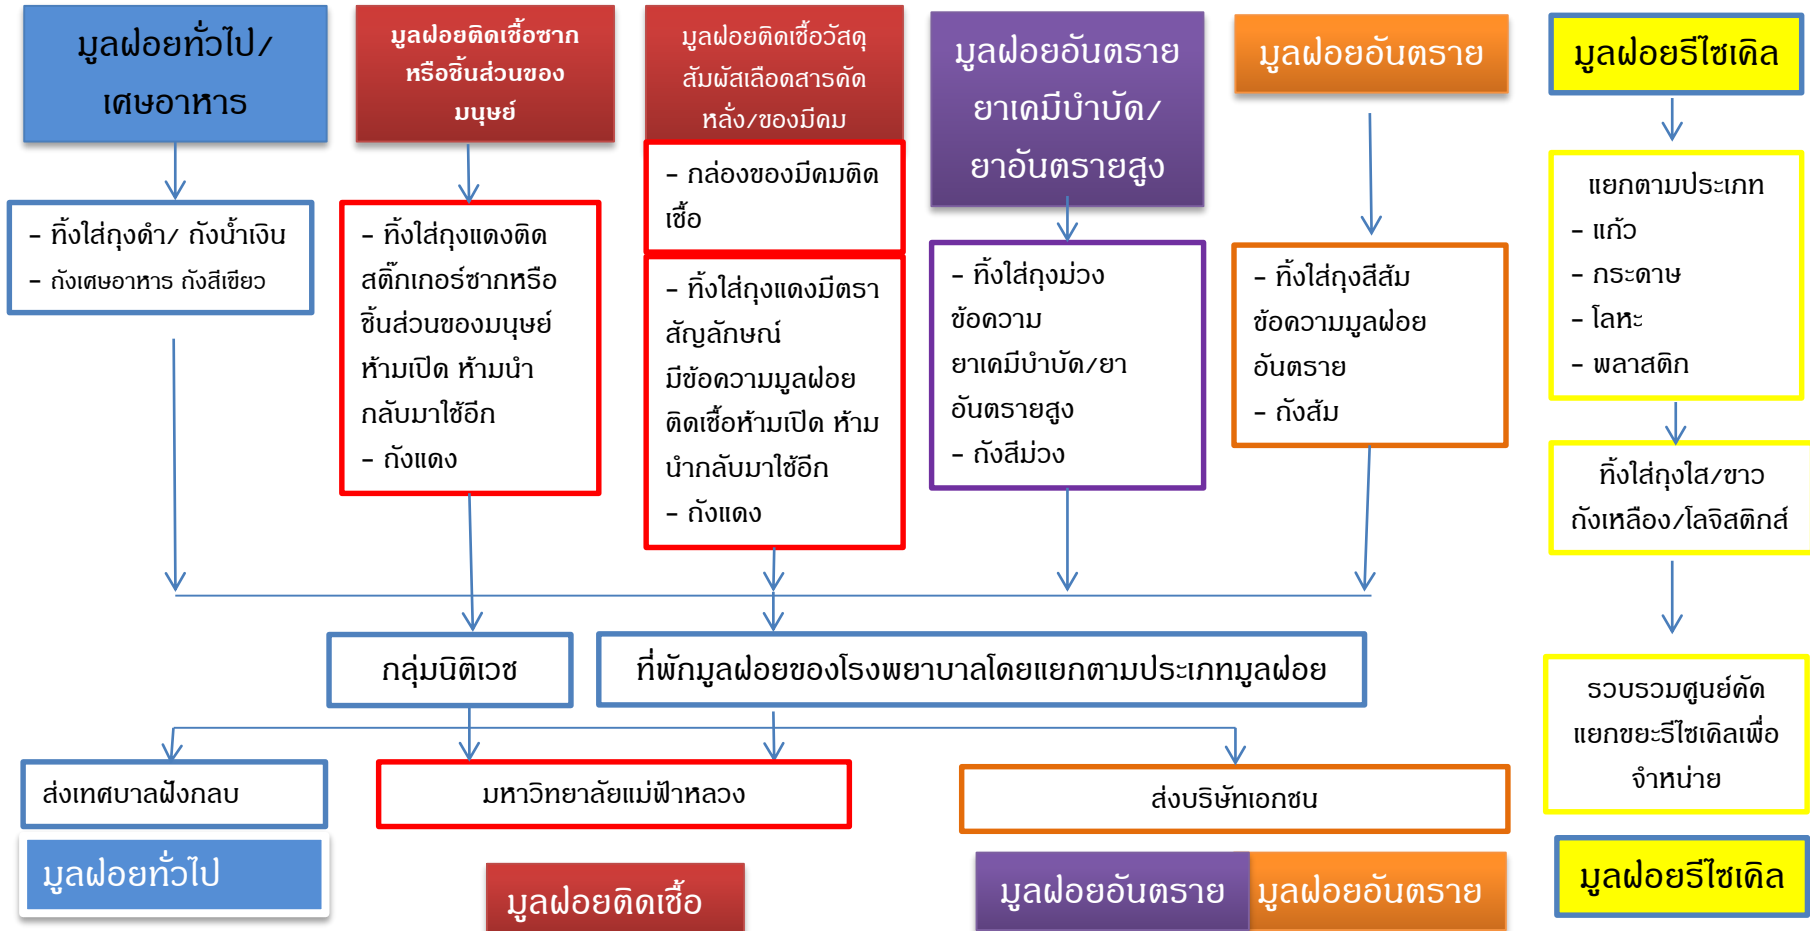 มูลฝอยทั่วไป/
เศษอาหาร
มูลฝอยติดเชื้อซาก
หรือชิ้นส่วนของ
มนุษย์
มูลฝอยติดเชื้อวัสดุ
สัมผัสเลือดสารคัด
หลั่ง/ของมีคม
มูลฝอยอันตราย
ยาเคมีบำบัด/
ยาอันตรายสูง
มูลฝอยอันตราย
มูลฝอยรีไซเคิล
- ทิ้งใส่ถุงดำ/ ถังน้ำเงิน
- ถังเศษอาหาร ถังสีเขียว
- ทิ้งใส่ถุงแดงติด
สติ๊กเกอร์ซากหรือ
ชิ้นส่วนของมนุษย์
ห้ามเปิด ห้ามนำ
กลับมาใช้อีก
- ถังแดง
- กล่องของมีคมติด
เชื้อ
- ทิ้งใส่ถุงแดงมีตรา
สัญลักษณ์
มีข้อความมูลฝอย
ติดเชื้อห้ามเปิด ห้าม
นำกลับมาใช้อีก
- ถังแดง
- ทิ้งใส่ถุงม่วง
ข้อความ
ยาเคมีบำบัด/ยา
อันตรายสูง
- ถังสีม่วง
- ทิ้งใส่ถุงสีส้ม
ข้อความมูลฝอย
อันตราย
- ถังส้ม
แยกตามประเภท
- แก้ว
- กระดาษ
- โลหะ
- พลาสติก
ทิ้งใส่ถุงใส/ขาว
ถังเหลือง/โลจิสติกส์
กลุ่มนิติเวช
ที่พักมูลฝอยของโรงพยาบาลโดยแยกตามประเภทมูลฝอย
รวบรวมศูนย์คัด
แยกขยะรีไซเคิลเพื่อ
จำหน่าย
ส่งเทศบาลฝังกลบ
มหาวิทยาลัยแม่ฟ้าหลวง
ส่งบริษัทเอกชน
มูลฝอยทั่วไป
มูลฝอยติดเชื้อ
มูลฝอยอันตราย
มูลฝอยอันตราย
มูลฝอยรีไซเคิล